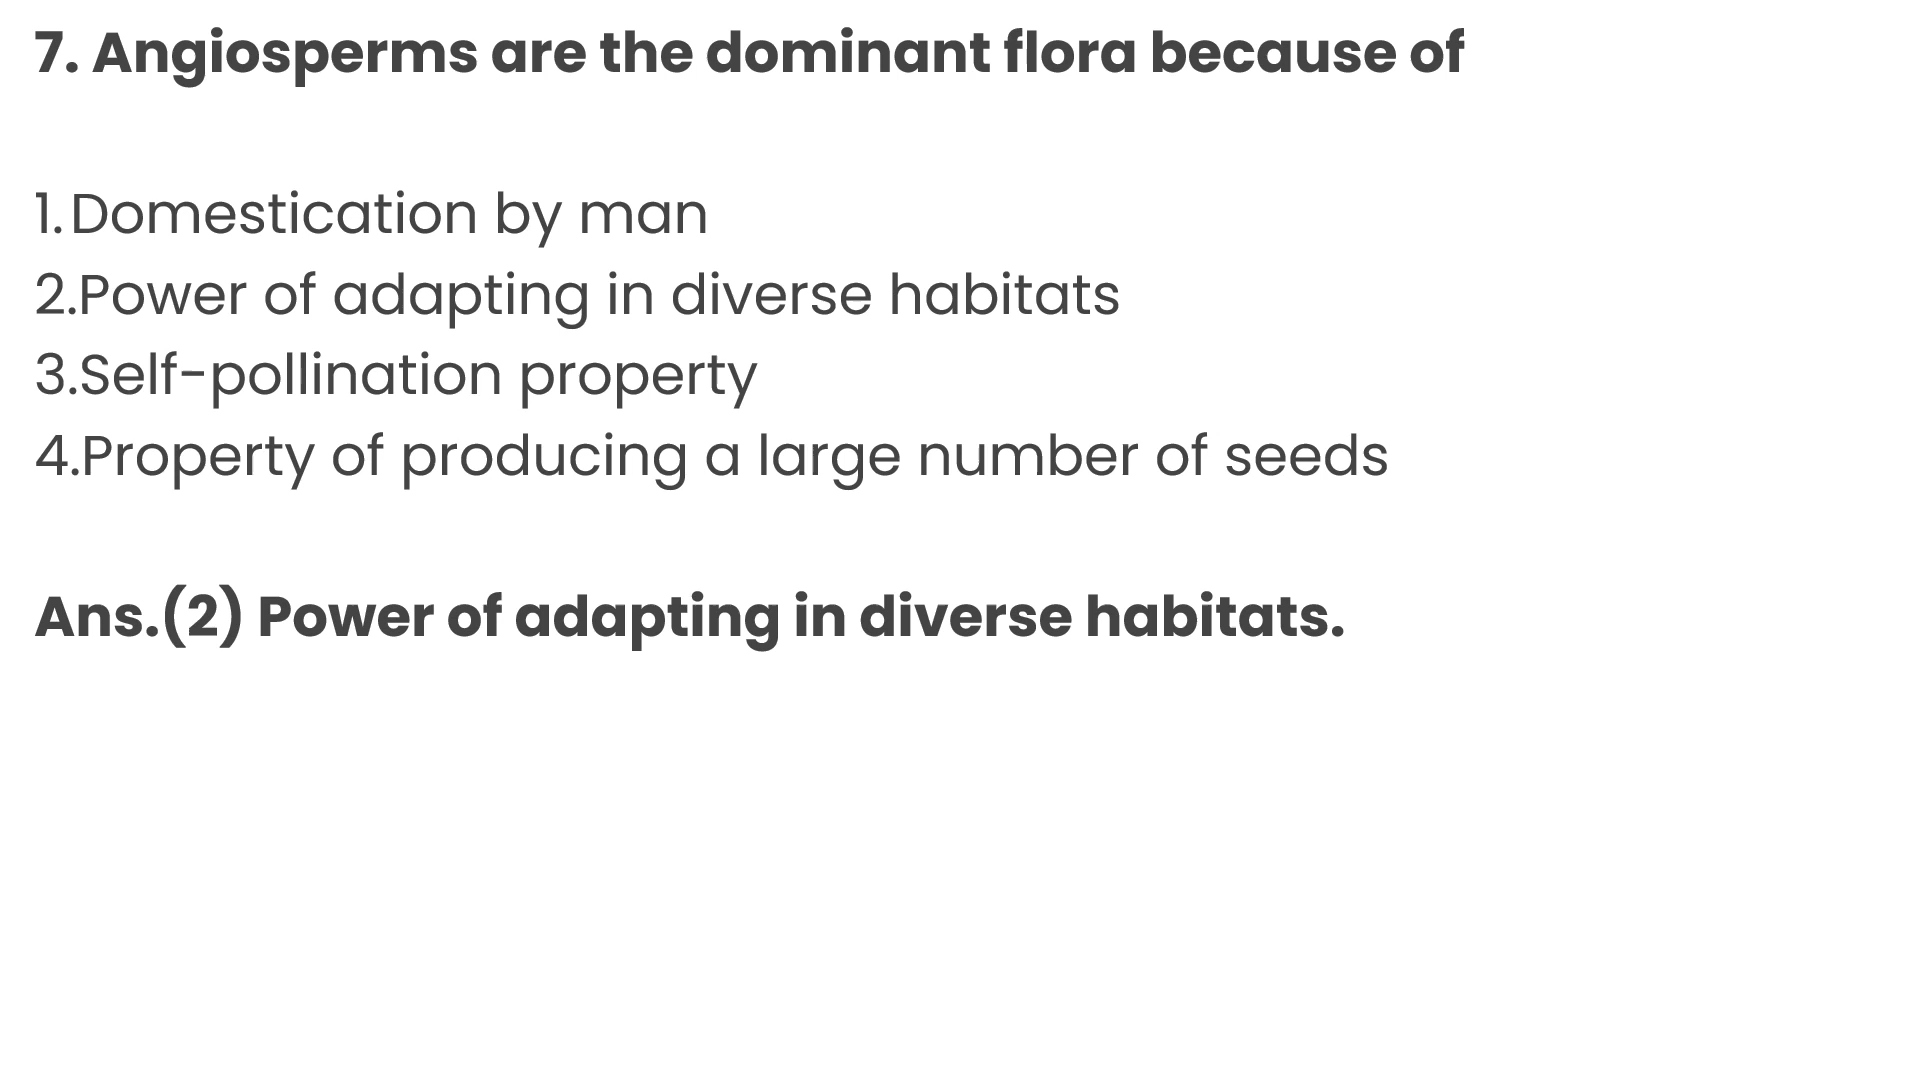 7. Angiosperms are the dominant flora because of
1. Domestication by man
2.Power of adapting in diverse habitats
3.Self-pollination property
4.Property of producing a large number of seeds
Ans.(2) Power of adapting in diverse habitats.